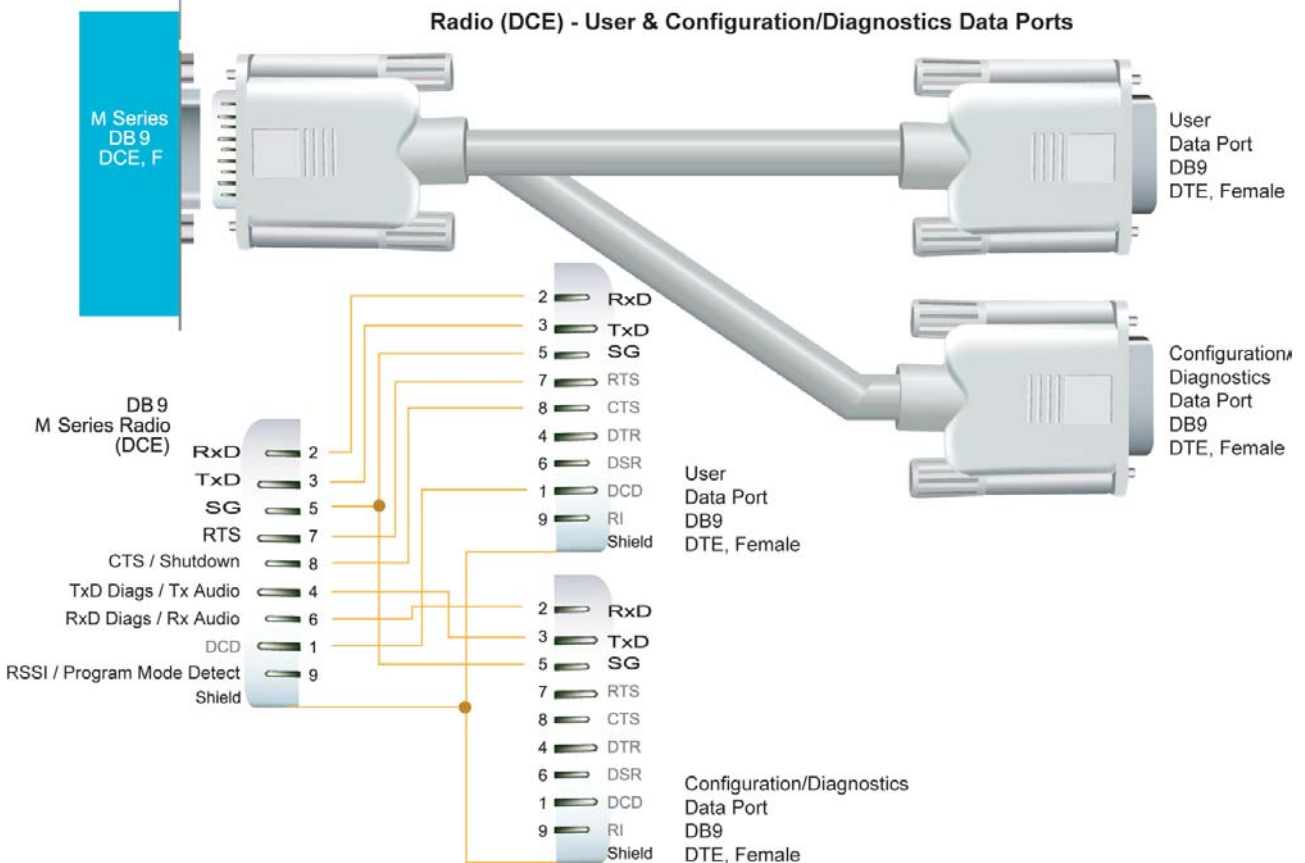 Radio (DCE) - User & Configuration/Diagnostics Data Ports
M Series
DB 9
DCE, F
User
Data Port
DB9
DTE, Female
Configuration/
Diagnostics
Data Port
DB9
DTE, Female
DB 9
M Series Radio
(DCE)
RxD 2
TxD 3
SG 5
RTS 7
CTS / Shutdown 8
TxD Diags / Tx Audio 4
RxD Diags / Rx Audio 6
DCD 1
RSSI / Program Mode Detect 9
Shield
2 RxD
3 TxD
5 SG
7 RTS
8 CTS
4 DTR
6 DSR
1 DCD
9 RI
Shield
User
Data Port
DB9
DTE, Female
2 RxD
3 TxD
5 SG
7 RTS
8 CTS
4 DTR
6 DSR
1 DCD
9 RI
Shield
Configuration/Diagnostics
Data Port
DB9
DTE, Female